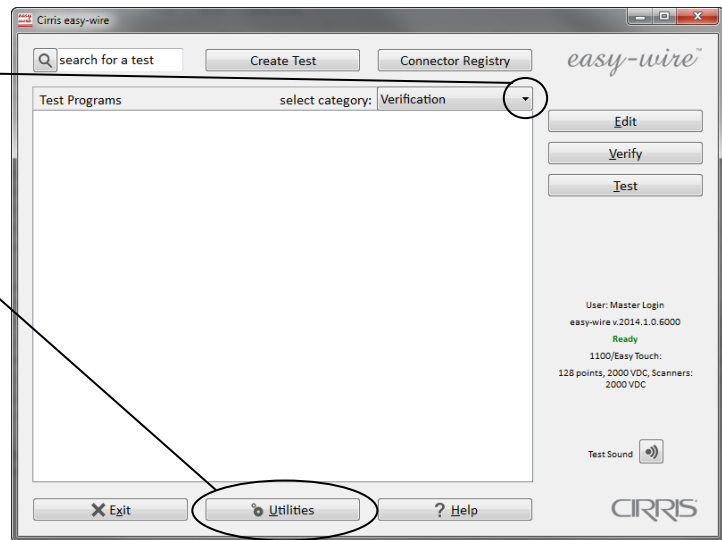 Cirris easy-wire
search for a test
Create Test
Connector Registry
easy-wire™
Test Programs
select category: Verification
Edit
Verify
Test
User: Master Login
easy-wire v.2014.1.0.6000
Ready
1100/Easy Touch:
128 points, 2000 VDC, Scanners:
2000 VDC
Test Sound
Exit
Utilities
? Help
CIRRIS